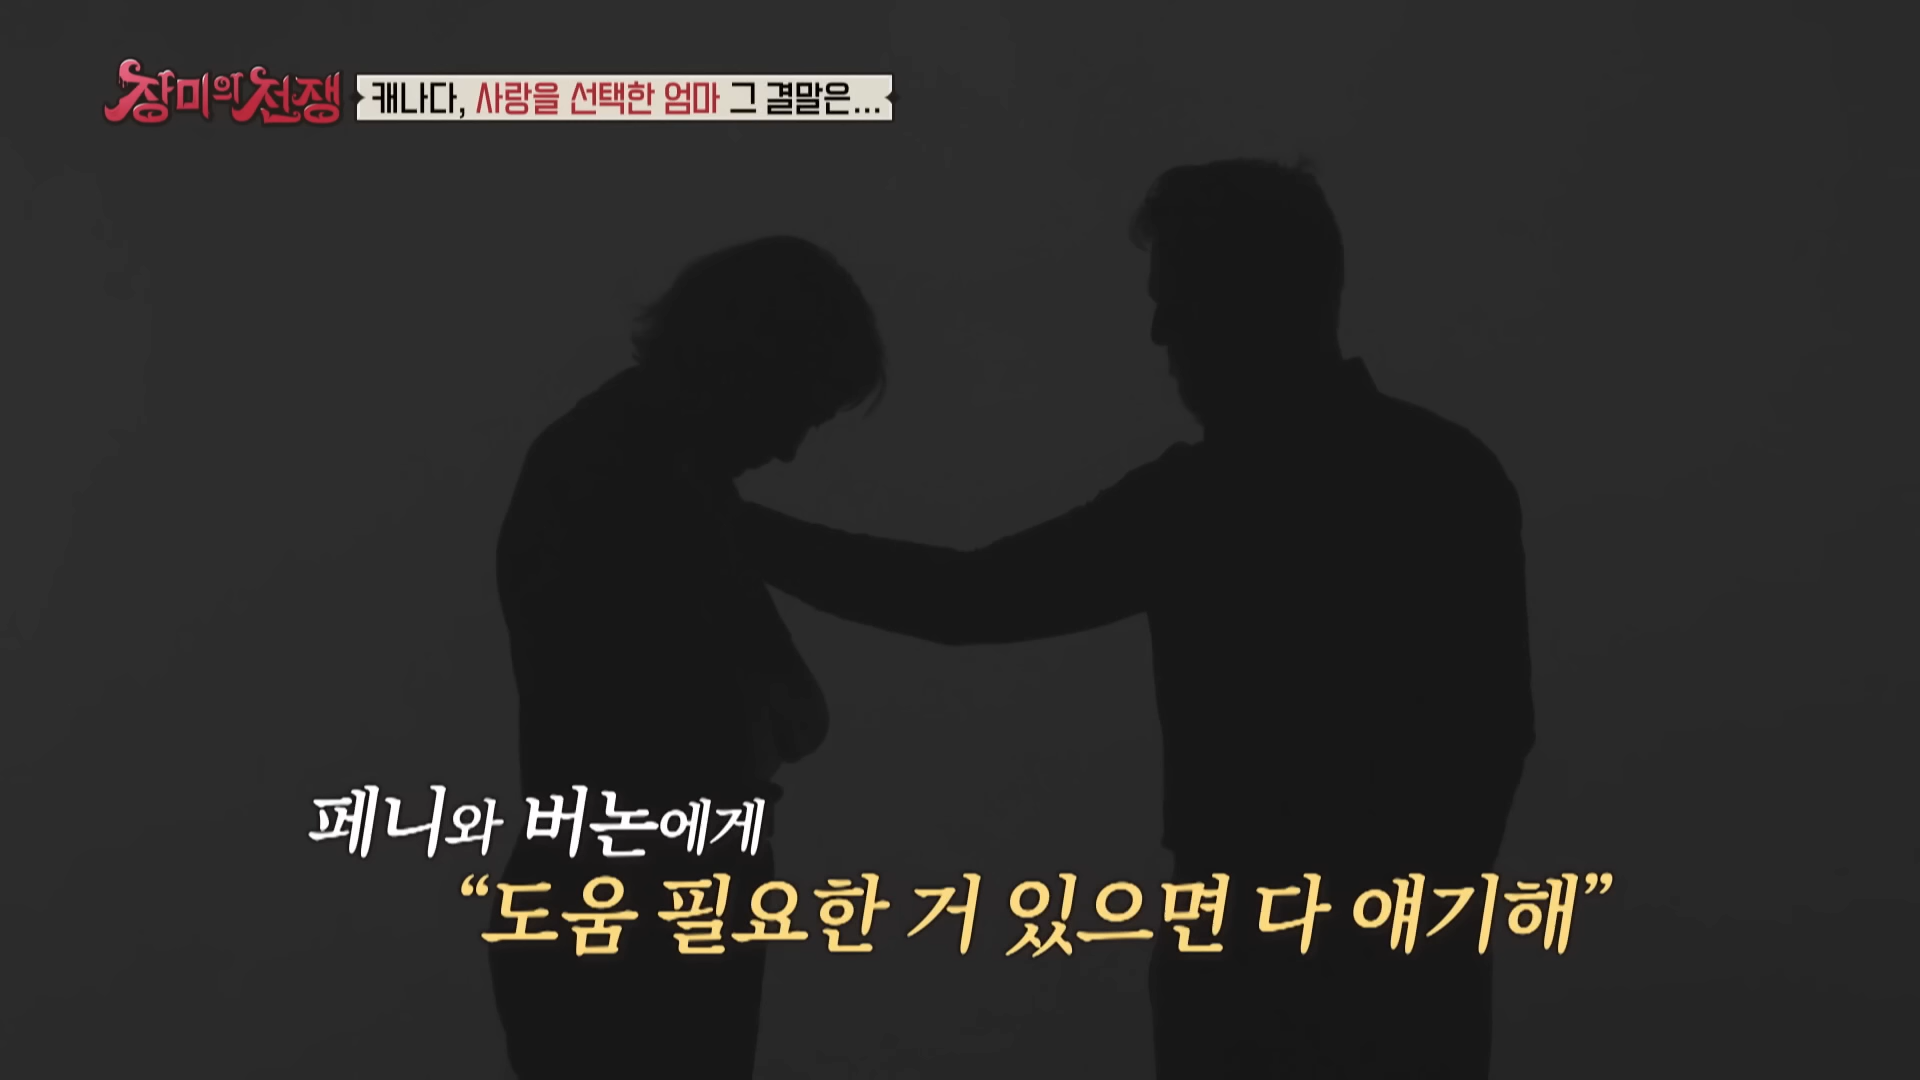 장미의 전쟁
캐나다, 사랑을 선택한 엄마 그 결말은...
페니와 버논에게
“도움 필요한 거 있으면 다 얘기해”